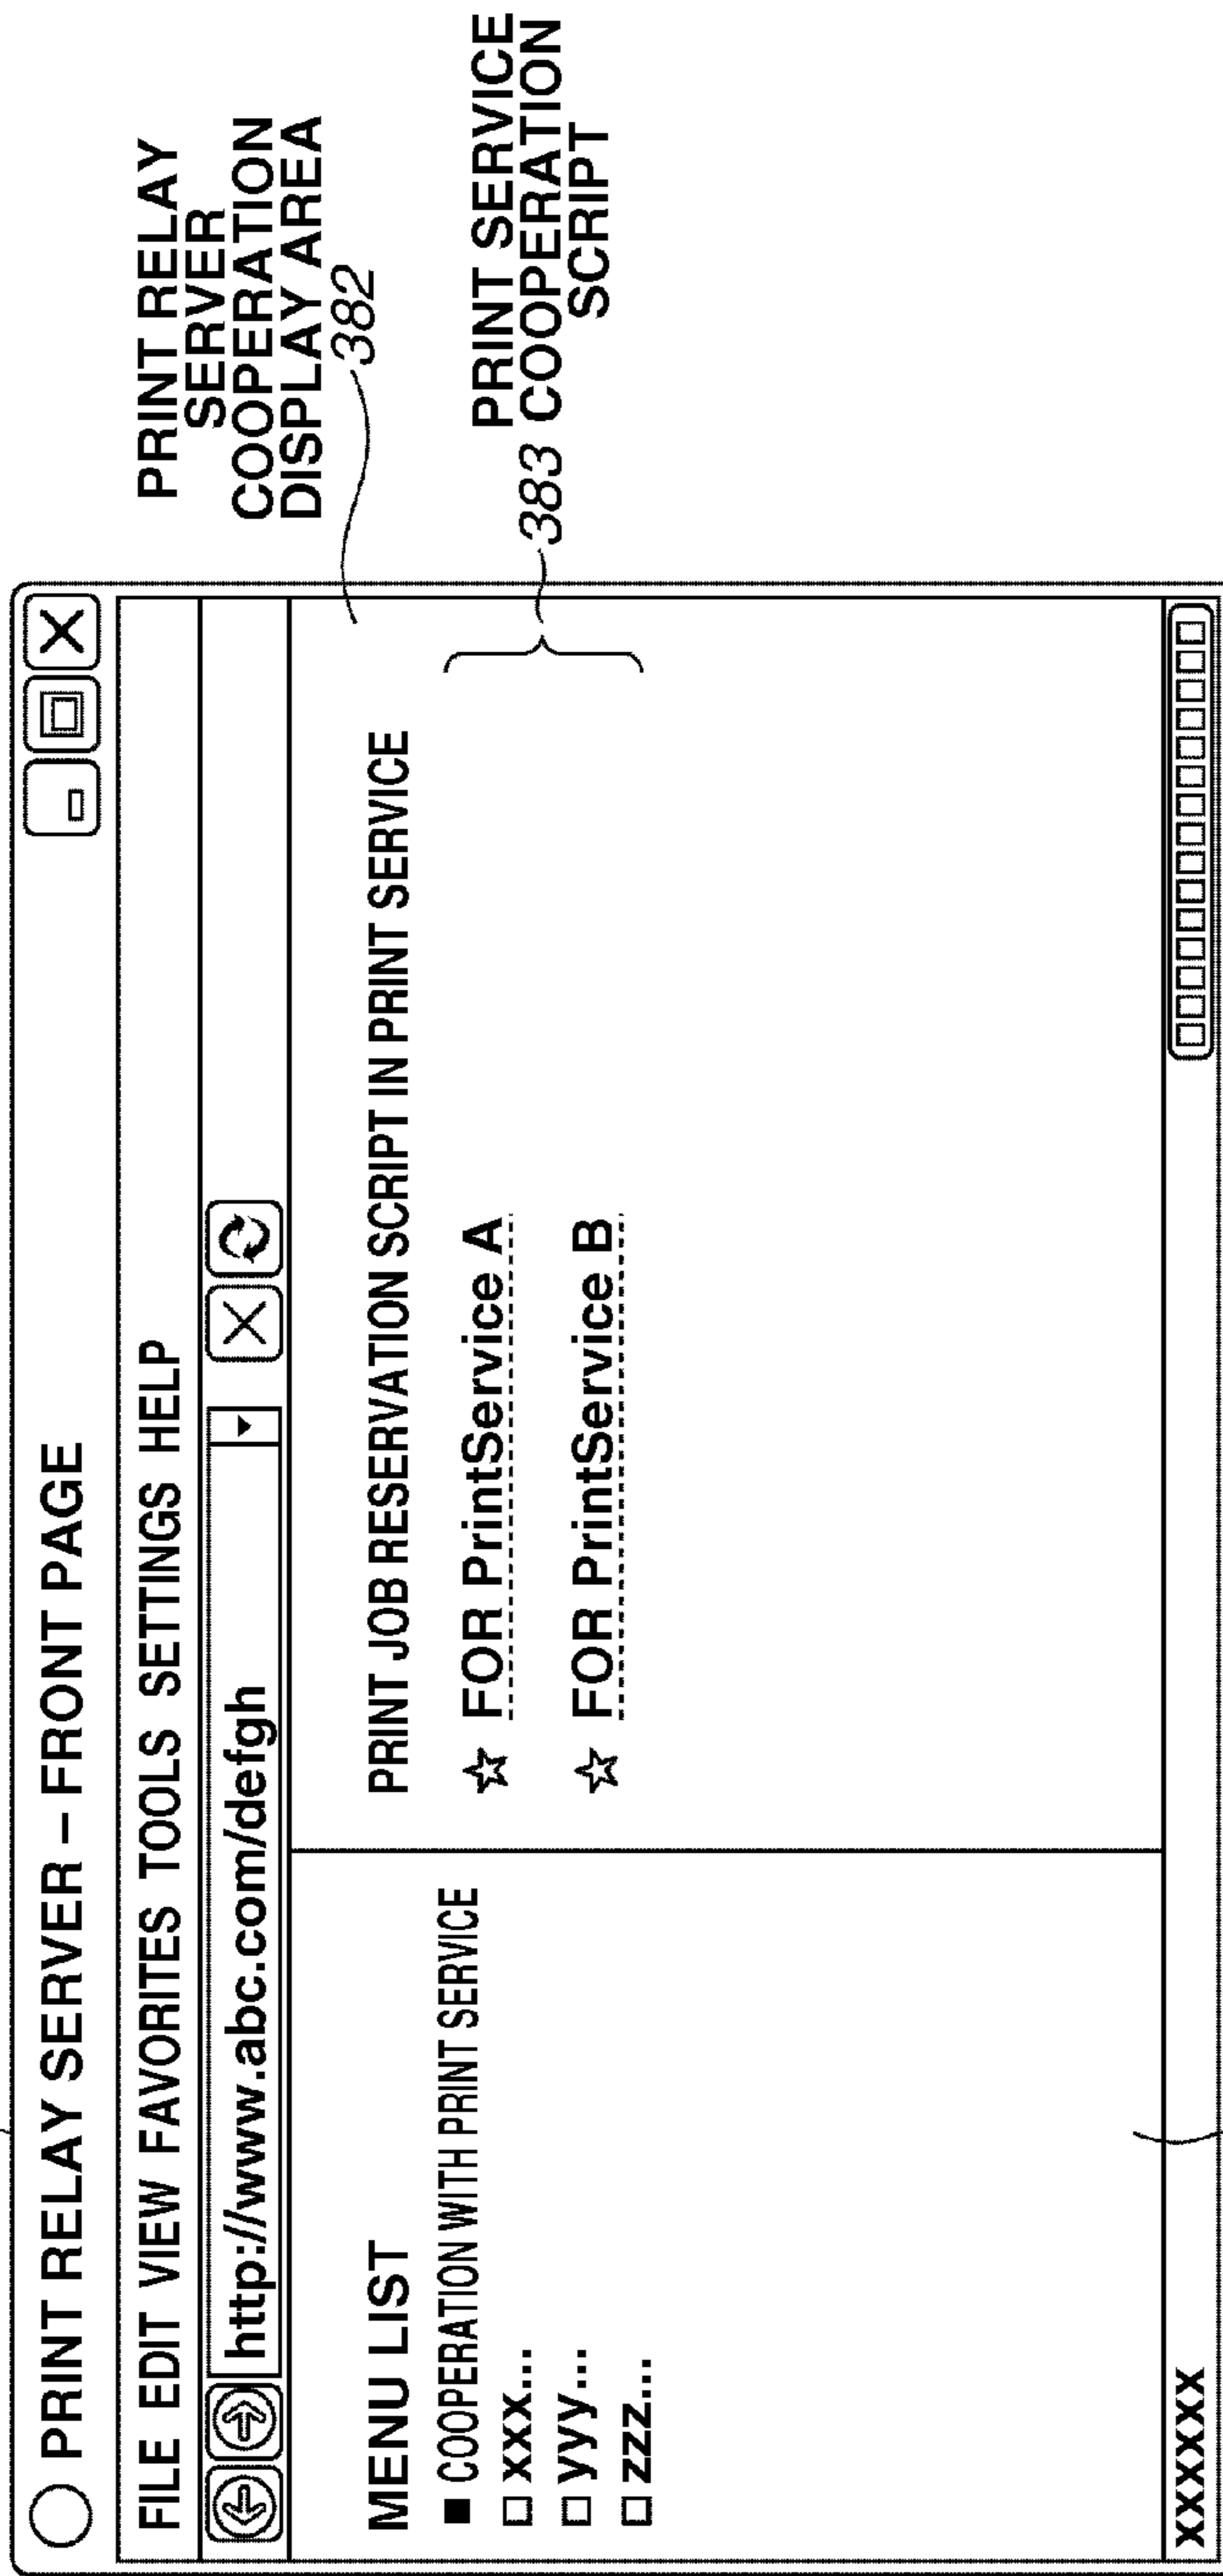 PRINT RELAY SERVER – FRONT PAGE
FILE EDIT VIEW FAVORITES TOOLS SETTINGS HELP
http://www.abc.com/defgh
MENU LIST
■ COOPERATION WITH PRINT SERVICE
□ xxx...
□ yyy...
□ zzz...
PRINT JOB RESERVATION SCRIPT IN PRINT SERVICE
☆ FOR PrintService A
☆ FOR PrintService B
xxxxxx
PRINT RELAY
SERVER
COOPERATION
DISPLAY AREA
382
PRINT SERVICE
383 COOPERATION
SCRIPT